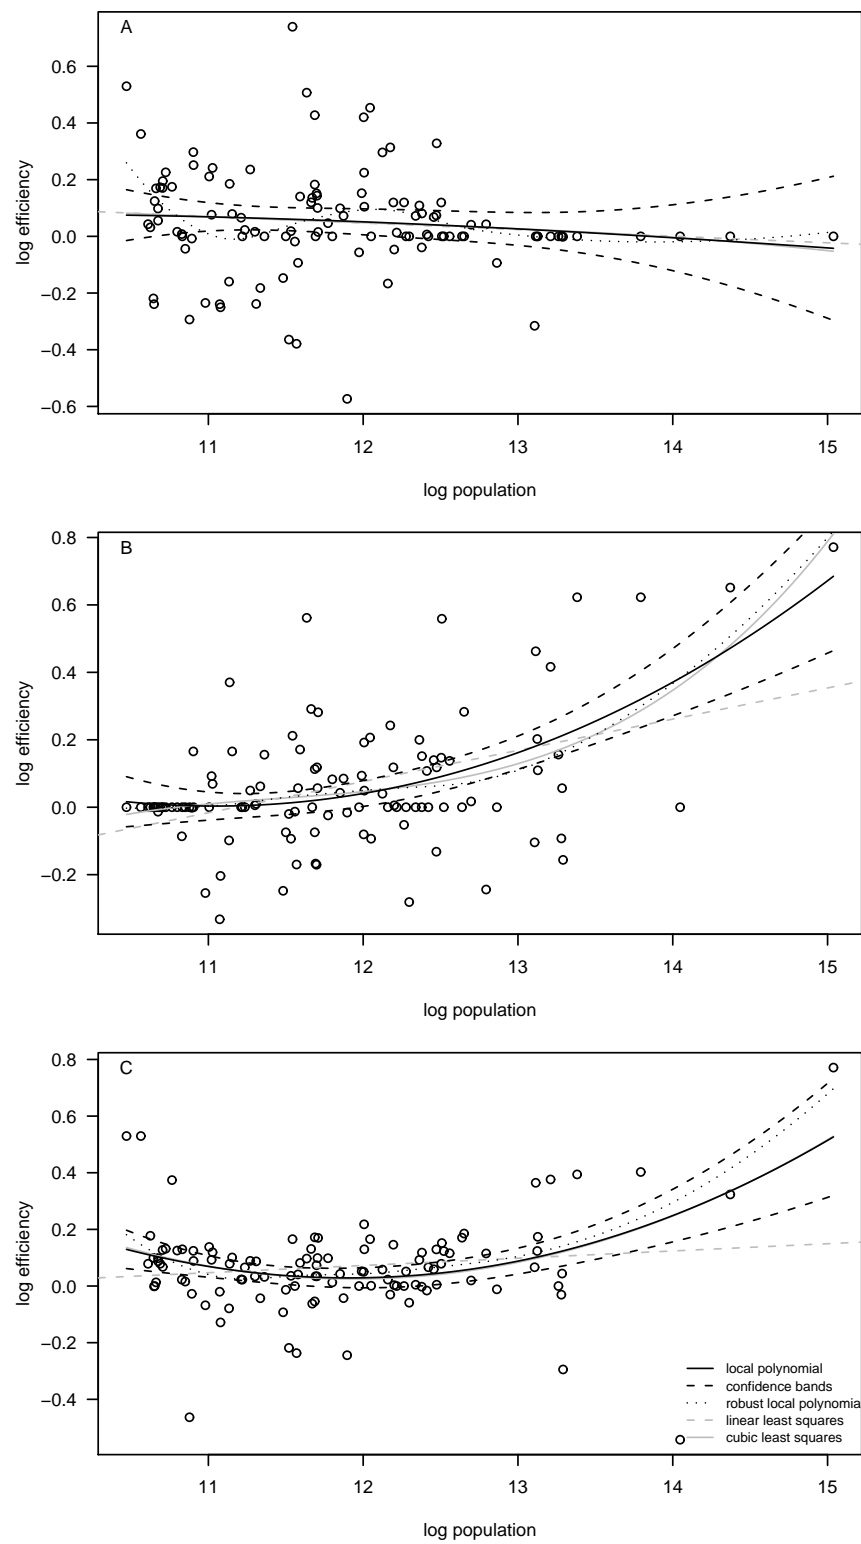 A
0.6
0.4
0.2
0.0
−0.2
−0.4
−0.6
log efficiency
11 12 13 14 15
log population
B
0.8
0.6
0.4
0.2
0.0
−0.2
log efficiency
11 12 13 14 15
log population
C
0.8
0.6
0.4
0.2
0.0
−0.2
−0.4
log efficiency
local polynomial
confidence bands
robust local polynomial
linear least squares
cubic least squares
11 12 13 14 15
log population